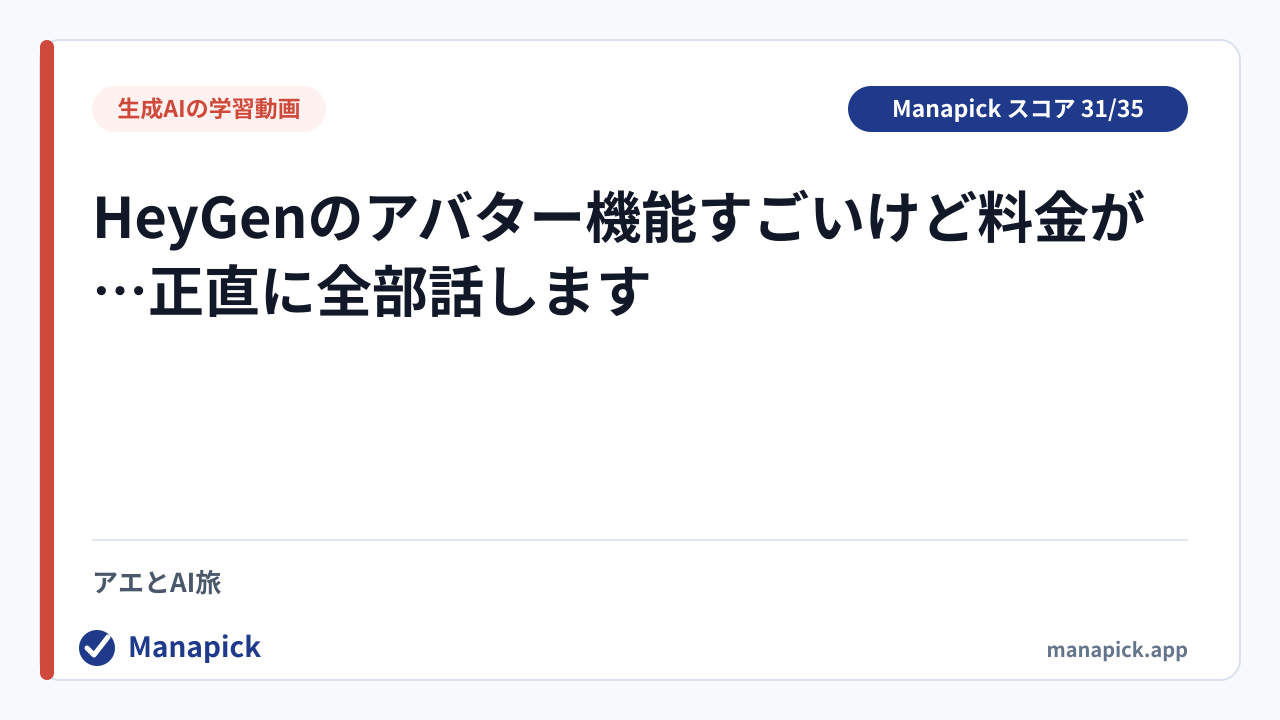 生成AIの学習動画
Manapick スコア 31/35
HeyGenのアバター機能すごいけど料金が
…正直に全部話します
アエとAI旅
Manapick
manapick.app